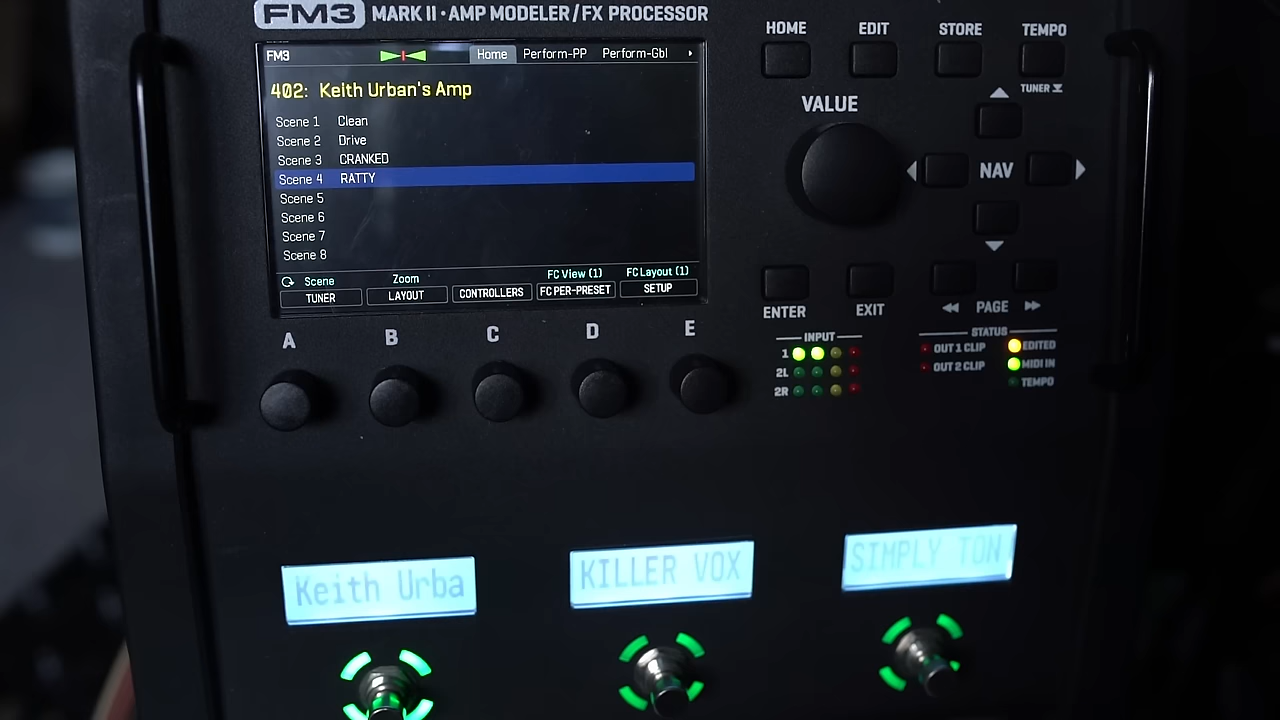 FM3 MARK II · AMP MODELER / FX PROCESSOR
HOME EDIT STORE TEMPO
TUNER
FM3 Home Perform-PP Perform-Gbl
402: Keith Urban's Amp
Scene 1 Clean
Scene 2 Drive
Scene 3 CRANKED
Scene 4 RATTY
Scene 5
Scene 6
Scene 7
Scene 8
Scene Zoom FC View (1) FC Layout (1)
TUNER LAYOUT CONTROLLERS FC PER-PRESET SETUP
A B C D E
VALUE
NAV
ENTER EXIT PAGE
INPUT
1
2L
2R
STATUS
OUT 1 CLIP EDITED
OUT 2 CLIP MIDI IN
TEMPO
Keith Urba KILLER VOX SIMPLY TON